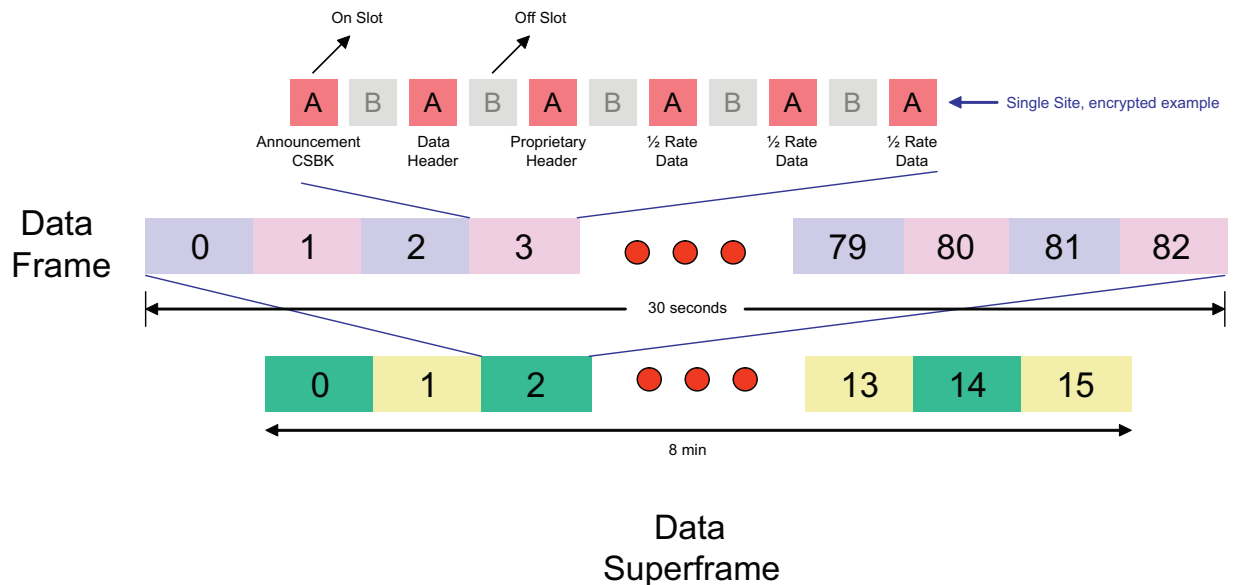 On Slot
Off Slot
A B A B A B A B A B A
Single Site, encrypted example
Announcement
CSBK
Data
Header
Proprietary
Header
½ Rate
Data
½ Rate
Data
½ Rate
Data
Data
Frame
0 1 2 3 79 80 81 82
30 seconds
0 1 2 13 14 15
8 min
Data
Superframe